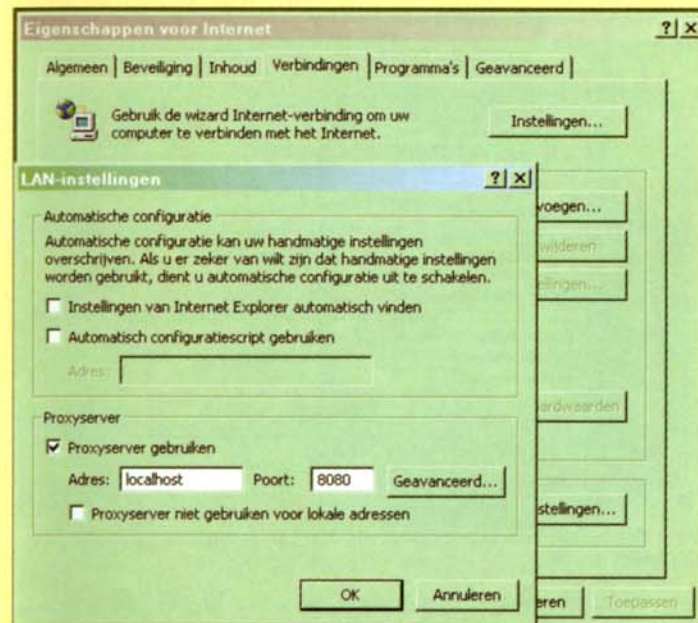 Eigenschappen voor Internet
Algemeen Beveiliging Inhoud Verbindingen Programma's Geavanceerd
Gebruik de wizard Internet-verbinding om uw
computer te verbinden met het Internet.
Instellingen...
LAN-instellingen
Automatische configuratie
Automatische configuratie kan uw handmatige instellingen
overschrijven. Als u er zeker van wilt zijn dat handmatige instellingen
worden gebruikt, dient u automatische configuratie uit te schakelen.
Instellingen van Internet Explorer automatisch vinden
Automatisch configuratiescript gebruiken
Adres:
Proxyserver
Proxyserver gebruiken
Adres: localhost Poort: 8080 Geavanceerd...
Proxyserver niet gebruiken voor lokale adressen
OK Annuleren
voegen...
wijderen
ellingen...
ardwaarden
stellingen...
eren Toepassen